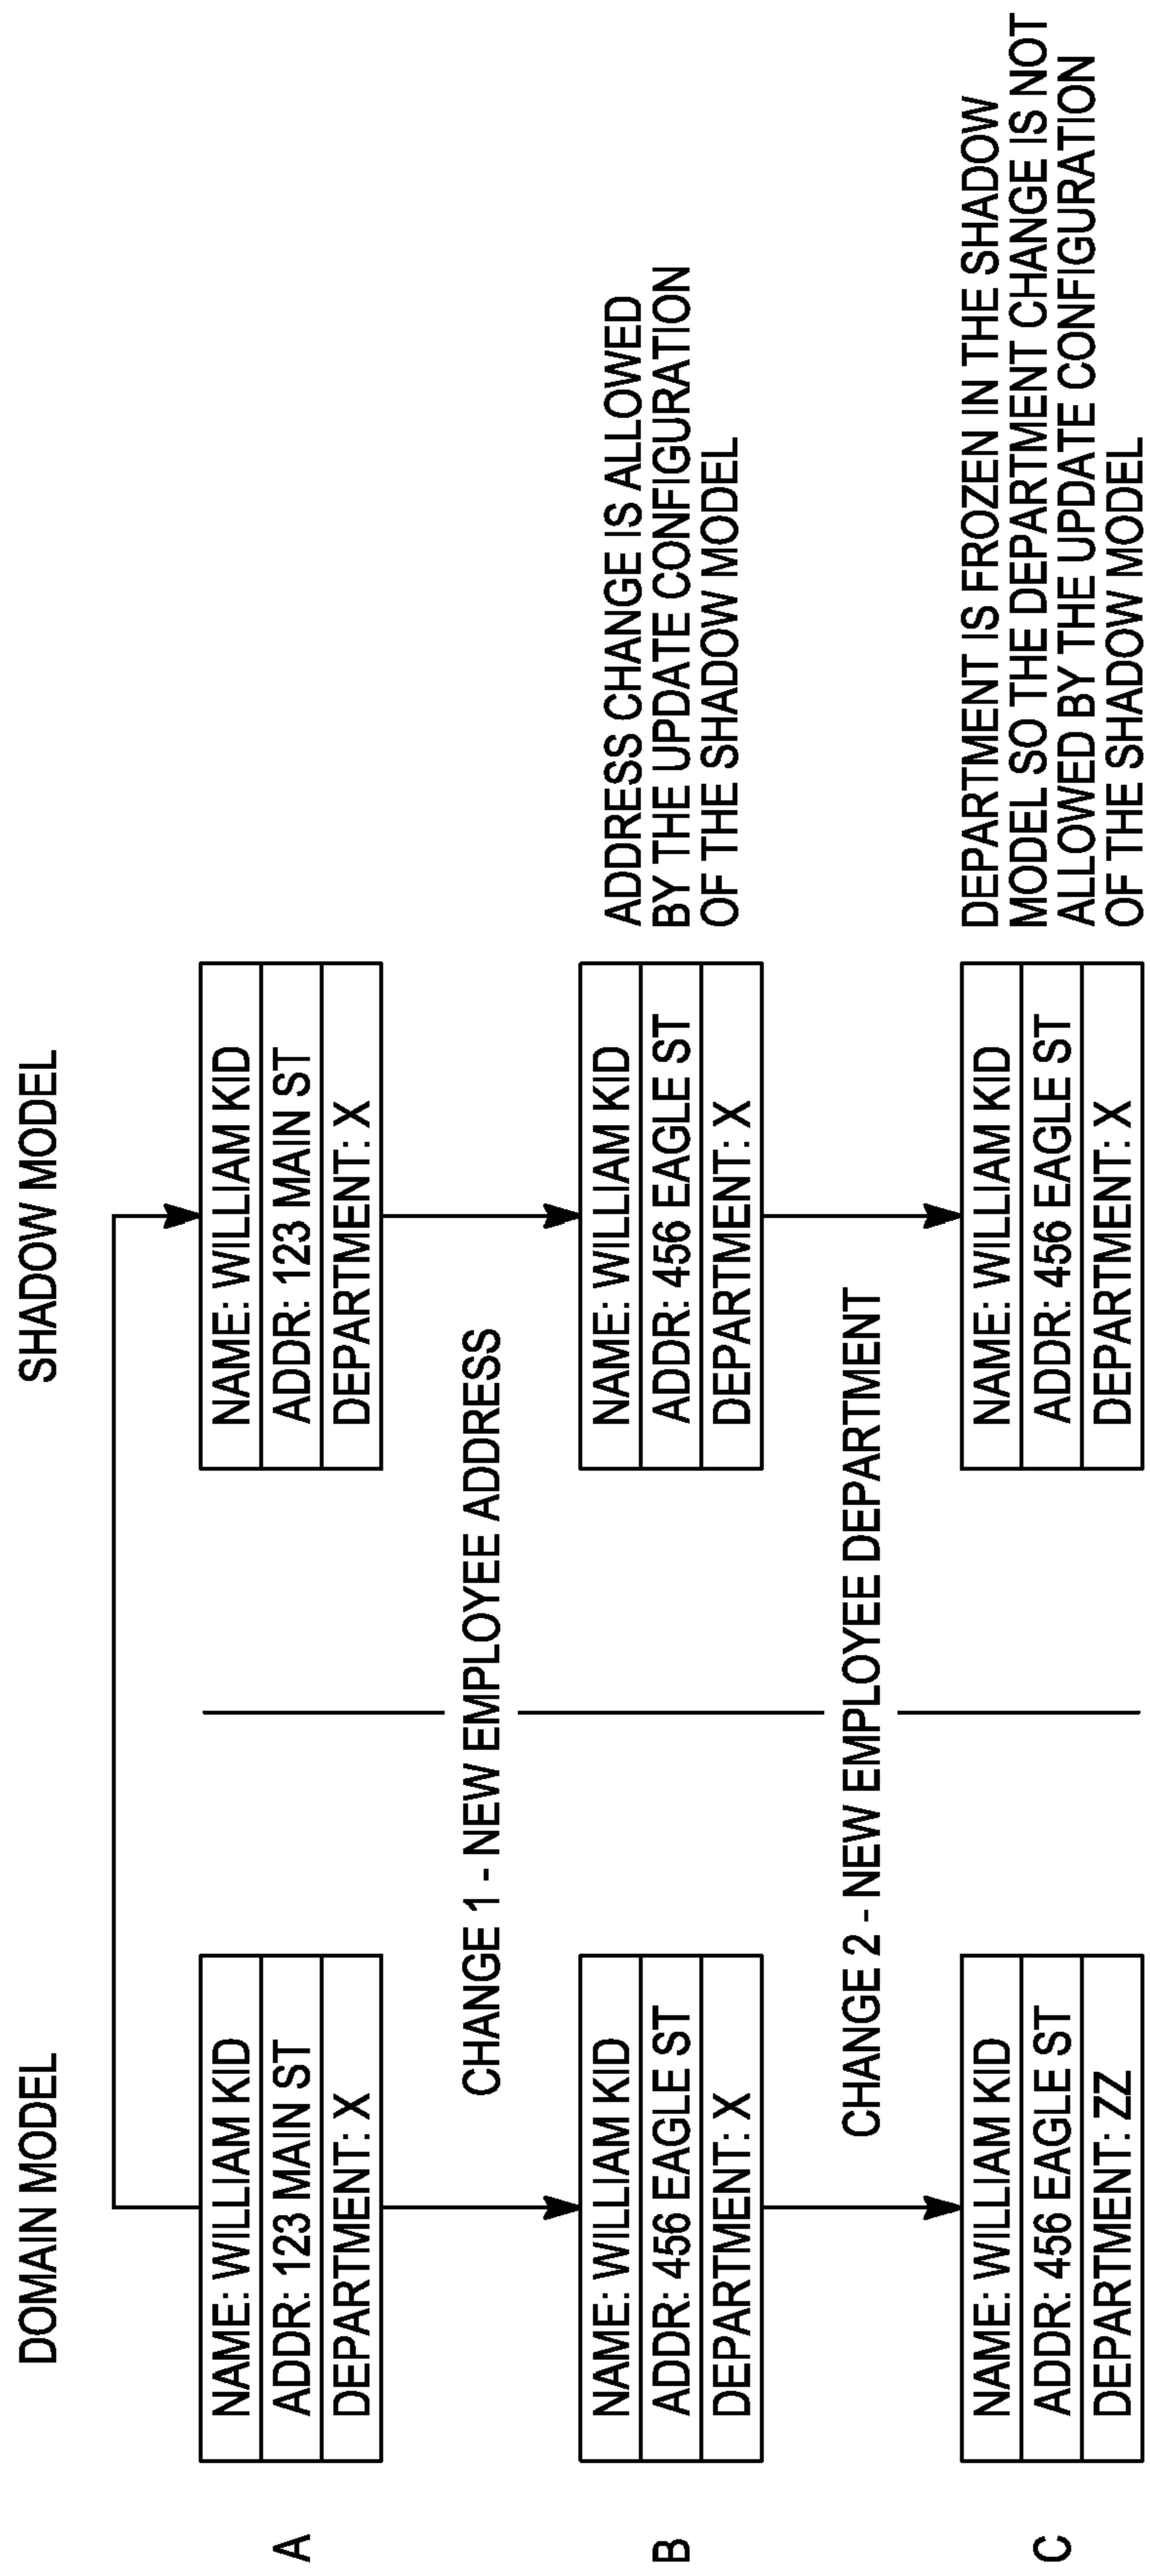 DOMAIN MODEL
SHADOW MODEL
A
NAME: WILLIAM KID
ADDR: 123 MAIN ST
DEPARTMENT: X
NAME: WILLIAM KID
ADDR: 123 MAIN ST
DEPARTMENT: X
CHANGE 1 - NEW EMPLOYEE ADDRESS
B
NAME: WILLIAM KID
ADDR: 456 EAGLE ST
DEPARTMENT: X
NAME: WILLIAM KID
ADDR: 456 EAGLE ST
DEPARTMENT: X
ADDRESS CHANGE IS ALLOWED
BY THE UPDATE CONFIGURATION
OF THE SHADOW MODEL
CHANGE 2 - NEW EMPLOYEE DEPARTMENT
C
NAME: WILLIAM KID
ADDR: 456 EAGLE ST
DEPARTMENT: ZZ
NAME: WILLIAM KID
ADDR: 456 EAGLE ST
DEPARTMENT: X
DEPARTMENT IS FROZEN IN THE SHADOW
MODEL SO THE DEPARTMENT CHANGE IS NOT
ALLOWED BY THE UPDATE CONFIGURATION
OF THE SHADOW MODEL